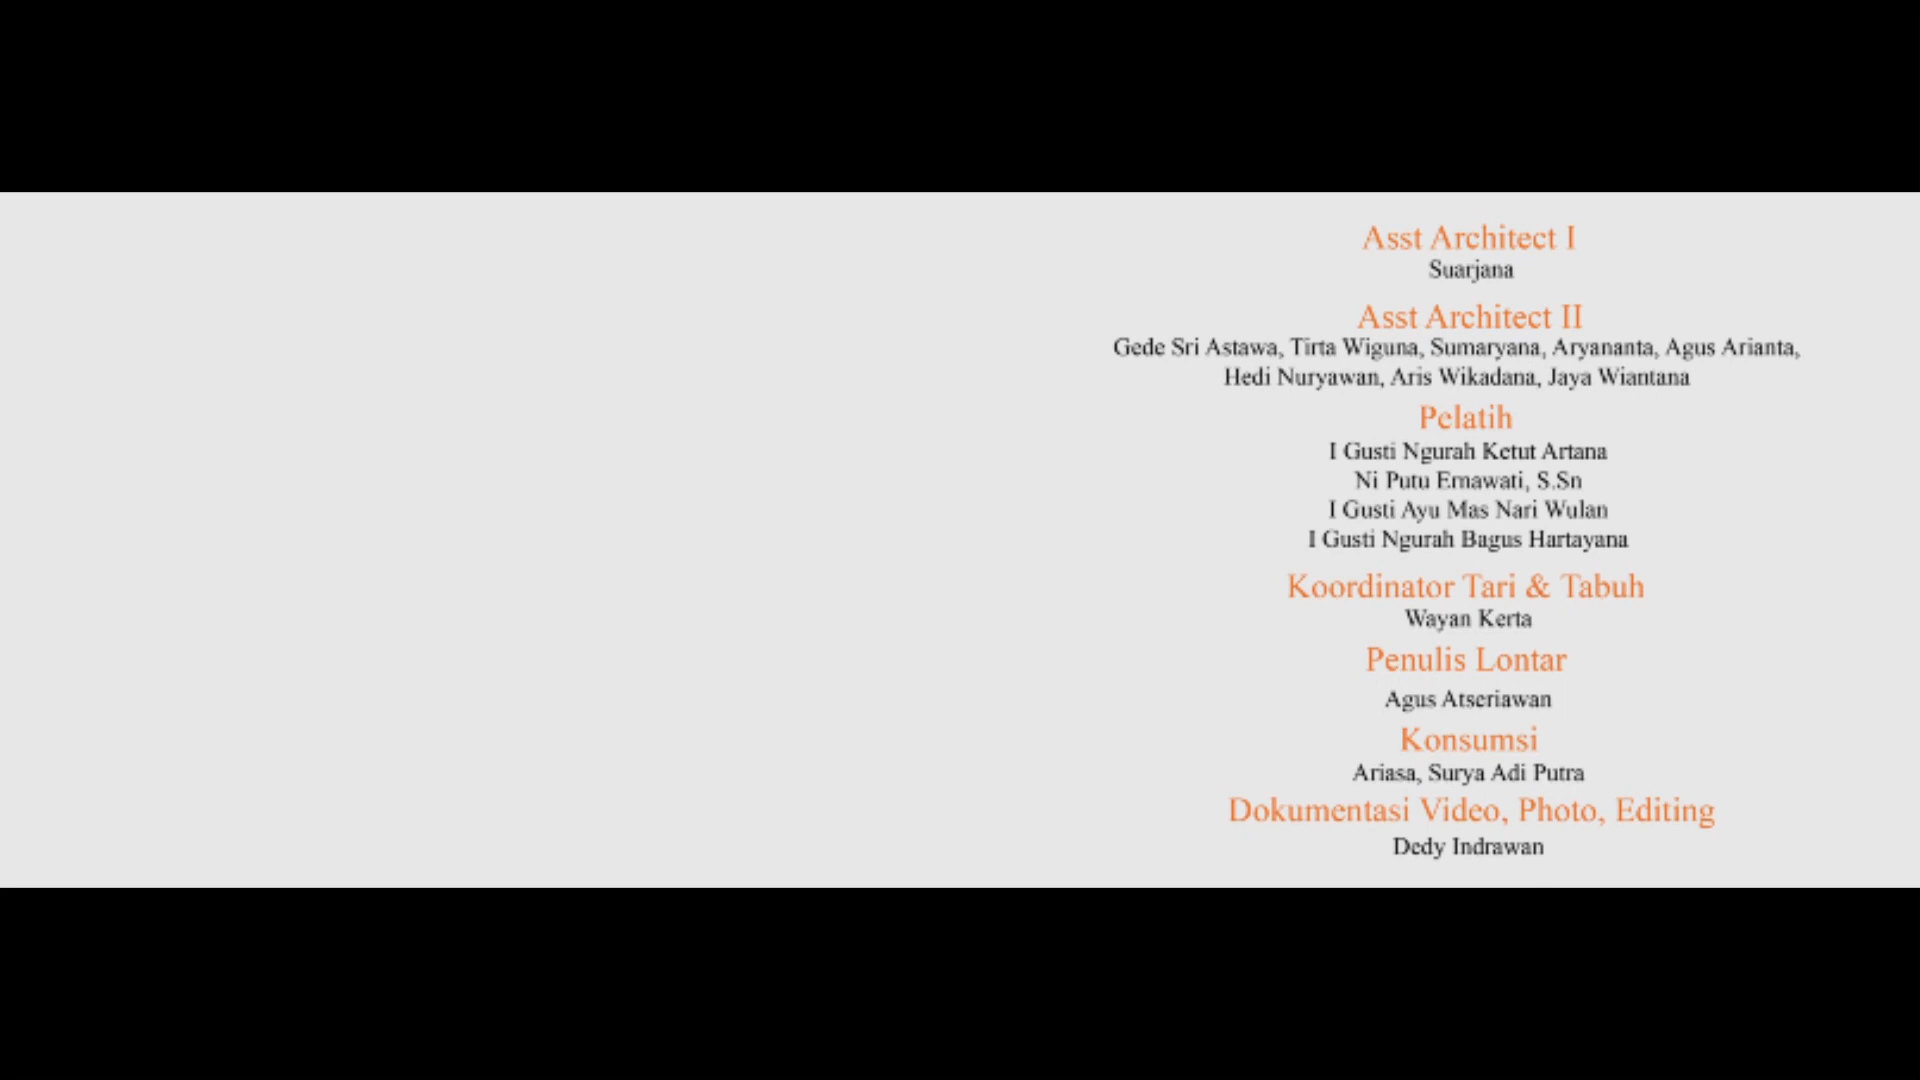 Asst Architect I
Suarjana
Asst Architect II
Gede Sri Astawa, Tirta Wiguna, Sumaryana, Aryananta, Agus Arianta,
Hedi Nuryawan, Aris Wikadana, Jaya Wiantana
Pelatih
I Gusti Ngurah Ketut Artana
Ni Putu Ernawati, S.Sn
I Gusti Ayu Mas Nari Wulan
I Gusti Ngurah Bagus Hartayana
Koordinator Tari & Tabuh
Wayan Kerta
Penulis Lontar
Agus Atseriawan
Konsumsi
Ariasa, Surya Adi Putra
Dokumentasi Video, Photo, Editing
Dedy Indrawan